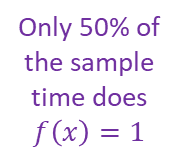 Only 50% of
the sample
time does
f(x) = 1